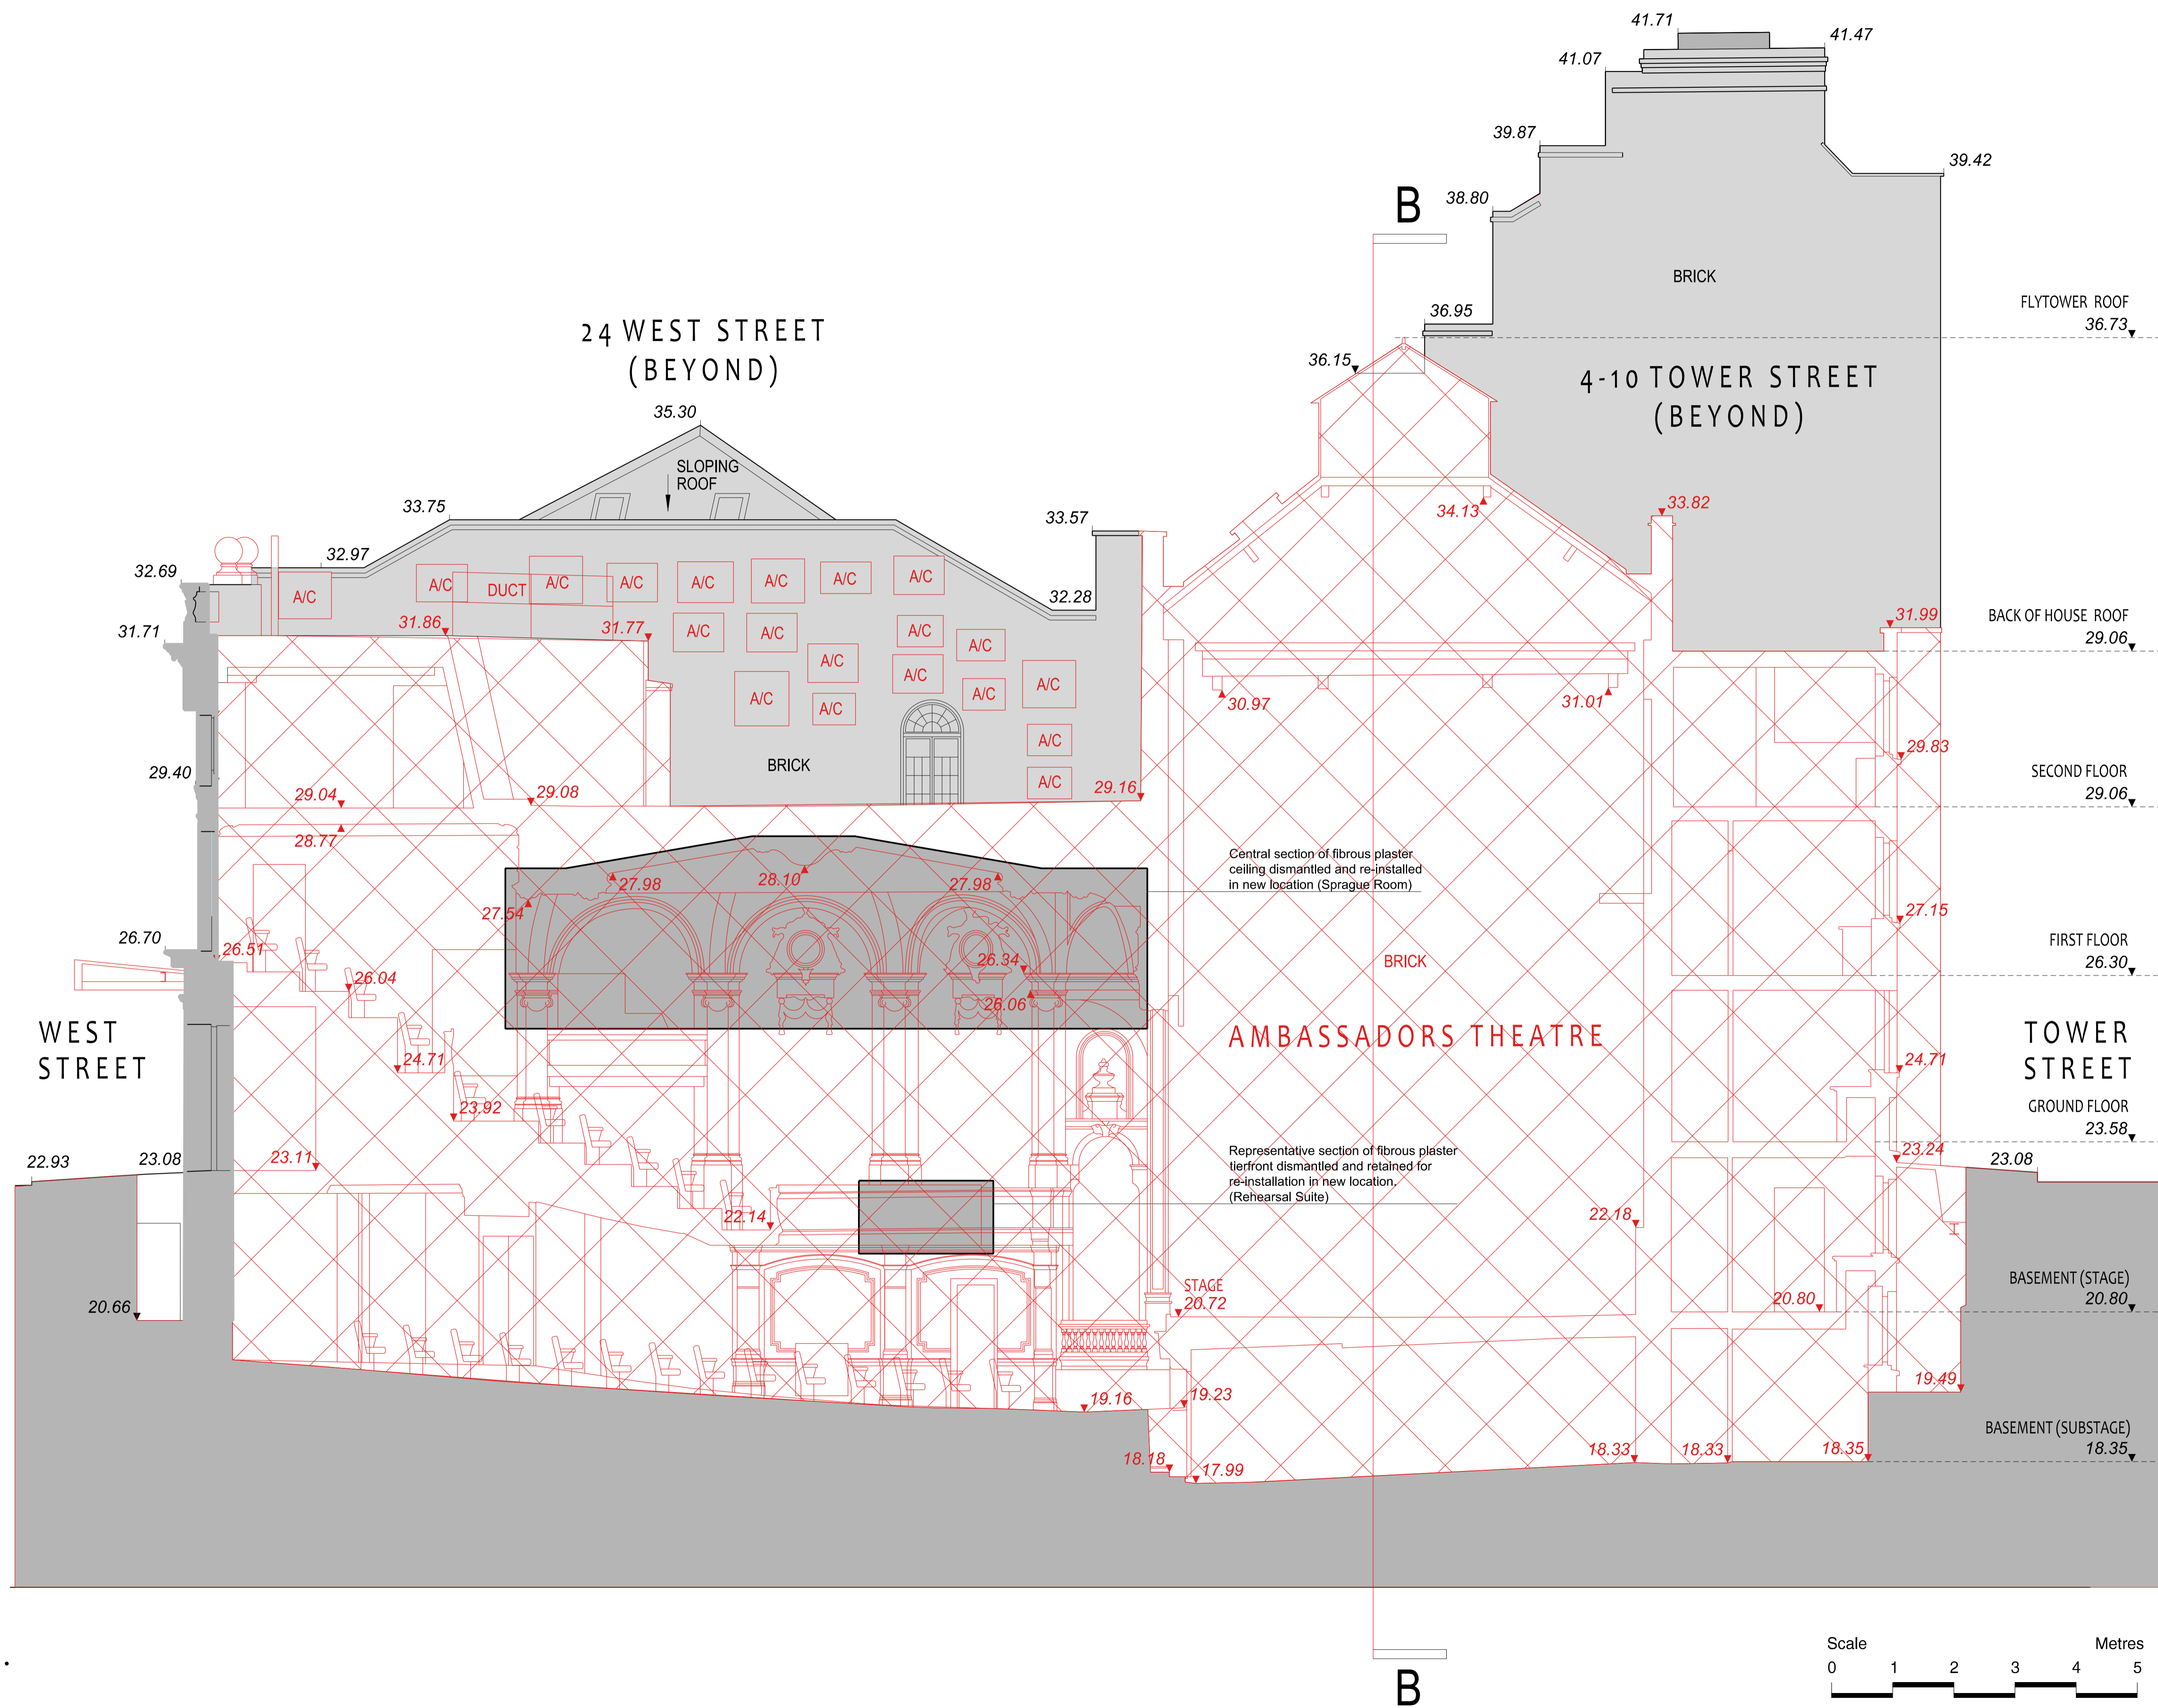 41.71
41.47
41.07
39.87
39.42
38.80
B
BRICK
FLYTOWER ROOF
36.73
36.95
24 WEST STREET
(BEYOND)
36.15
4-10 TOWER STREET
(BEYOND)
35.30
SLOPING
ROOF
33.75
33.57
34.13
33.82
32.97
32.69
A/C
A/C
DUCT
A/C
A/C
A/C
A/C
A/C
A/C
32.28
31.86
31.77
31.71
A/C
A/C
A/C
A/C
A/C
A/C
A/C
A/C
A/C
A/C
A/C
A/C
31.99
BACK OF HOUSE ROOF
29.06
30.97
31.01
29.83
BRICK
29.40
29.04
29.08
29.16
SECOND FLOOR
29.06
28.77
Central section of fibrous plaster
ceiling dismantled and re-installed
in new location (Sprague Room)
27.98
28.10
27.98
27.54
27.15
26.70
26.51
26.04
26.34
26.06
BRICK
FIRST FLOOR
26.30
WEST
STREET
AMBASSADORS THEATRE
TOWER
STREET
24.71
24.71
23.92
GROUND FLOOR
23.58
22.93
23.08
23.11
Representative section of fibrous plaster
tierfront dismantled and retained for
re-installation in new location.
(Rehearsal Suite)
23.24
23.08
22.14
22.18
STAGE
20.72
20.66
20.80
BASEMENT (STAGE)
20.80
19.16
19.23
19.49
BASEMENT (SUBSTAGE)
18.35
18.18
17.99
18.33
18.33
18.35
Scale
Metres
0 1 2 3 4 5
B